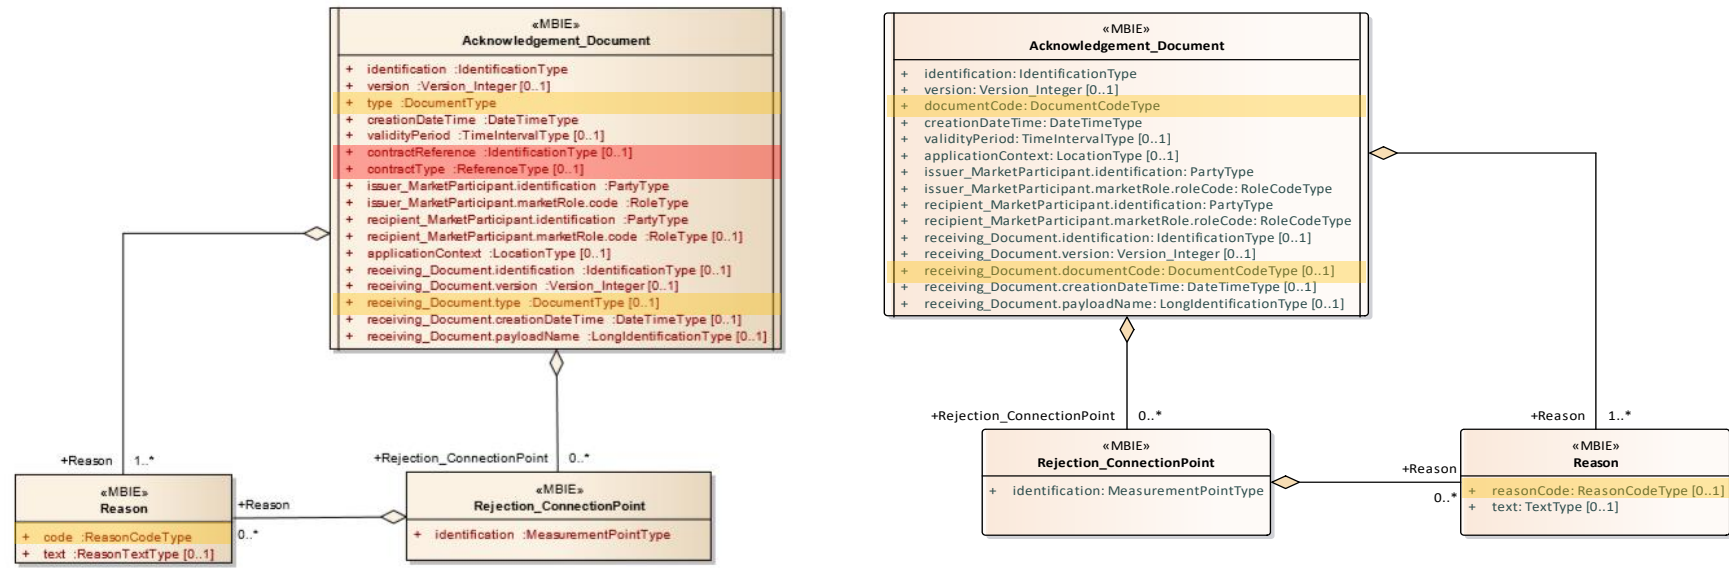 «MBIE»
Acknowledgement_Document
+ identification :IdentificationType
+ version :Version_Integer [0..1]
+ type :DocumentType
+ creationDateTime :DateTimeType
+ validityPeriod :TimeIntervalType [0..1]
+ contractReference :IdentificationType [0..1]
+ contractType :ReferenceType [0..1]
+ issuer_MarketParticipant.identification :PartyType
+ issuer_MarketParticipant.marketRole.code :RoleType
+ recipient_MarketParticipant.identification :PartyType
+ recipient_MarketParticipant.marketRole.code :RoleType [0..1]
+ applicationContext :LocationType [0..1]
+ receiving_Document.identification :IdentificationType [0..1]
+ receiving_Document.version :Version_Integer [0..1]
+ receiving_Document.type :DocumentType [0..1]
+ receiving_Document.creationDateTime :DateTimeType [0..1]
+ receiving_Document.payloadName :LongIdentificationType [0..1]
+Reason 1..*
+Rejection_ConnectionPoint 0..*
«MBIE»
Reason
+ code :ReasonCodeType
+ text :ReasonTextType [0..1]
+Reason
0..*
«MBIE»
Rejection_ConnectionPoint
+ identification :MeasurementPointType
«MBIE»
Acknowledgement_Document
+ identification: IdentificationType
+ version: Version_Integer [0..1]
+ documentCode: DocumentCodeType
+ creationDateTime: DateTimeType
+ validityPeriod: TimeIntervalType [0..1]
+ applicationContext: LocationType [0..1]
+ issuer_MarketParticipant.identification: PartyType
+ issuer_MarketParticipant.marketRole.roleCode: RoleCodeType
+ recipient_MarketParticipant.identification: PartyType
+ recipient_MarketParticipant.marketRole.roleCode: RoleCodeType
+ receiving_Document.identification: IdentificationType [0..1]
+ receiving_Document.version: Version_Integer [0..1]
+ receiving_Document.documentCode: DocumentCodeType [0..1]
+ receiving_Document.creationDateTime: DateTimeType [0..1]
+ receiving_Document.payloadName: LongIdentificationType [0..1]
+Rejection_ConnectionPoint 0..*
+Reason 1..*
«MBIE»
Rejection_ConnectionPoint
+ identification: MeasurementPointType
+Reason
0..*
«MBIE»
Reason
+ reasonCode: ReasonCodeType [0..1]
+ text: TextType [0..1]